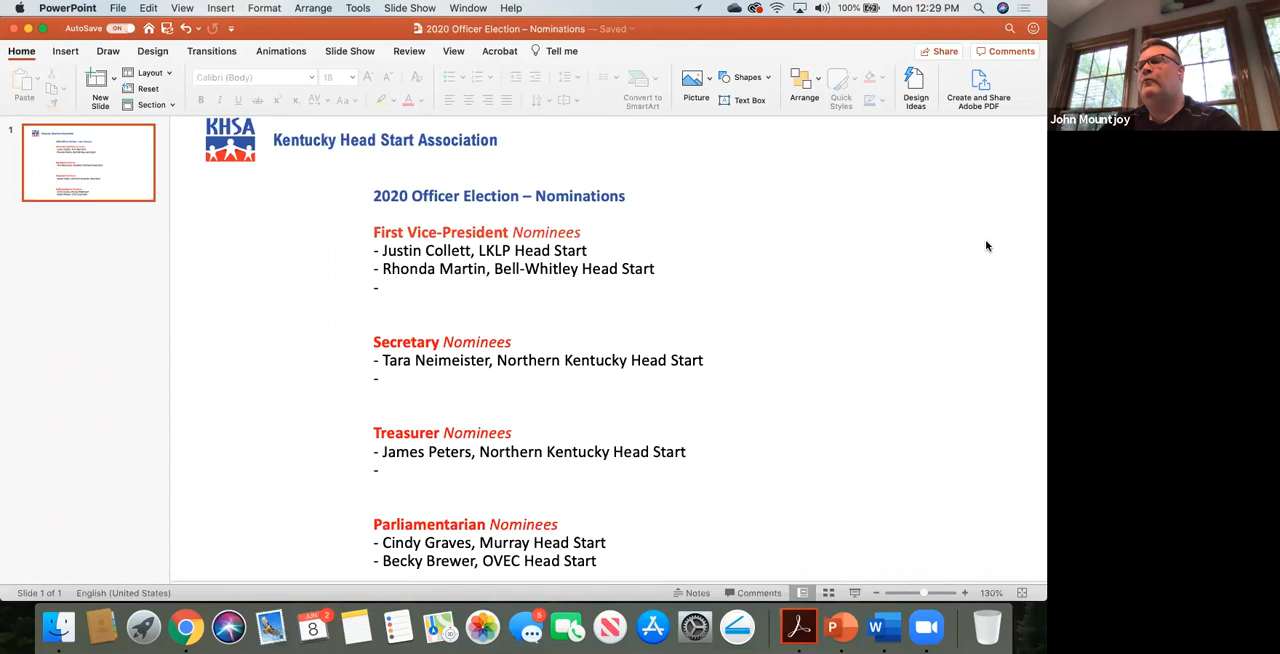 PowerPoint File Edit View Insert Format Arrange Tools Slide Show Window Help 100% Mon 12:29 PM
AutoSave ON 2020 Officer Election – Nominations — Saved
Home Insert Draw Design Transitions Animations Slide Show Review View Acrobat Tell me Share Comments
Paste
New Slide
Layout
Reset
Section
Calibri (Body) 18
Convert to SmartArt
Picture
Shapes
Text Box
Arrange
Quick Styles
Design Ideas
Create and Share Adobe PDF
John Mountjoy
1
KHSA
Kentucky Head Start Association
2020 Officer Election – Nominations
First Vice-President Nominees
- Justin Collett, LKLP Head Start
- Rhonda Martin, Bell-Whitley Head Start
-
Secretary Nominees
- Tara Neimeister, Northern Kentucky Head Start
-
Treasurer Nominees
- James Peters, Northern Kentucky Head Start
-
Parliamentarian Nominees
- Cindy Graves, Murray Head Start
- Becky Brewer, OVEC Head Start
Slide 1 of 1 English (United States) Notes Comments 130%
JUN 2
8
5